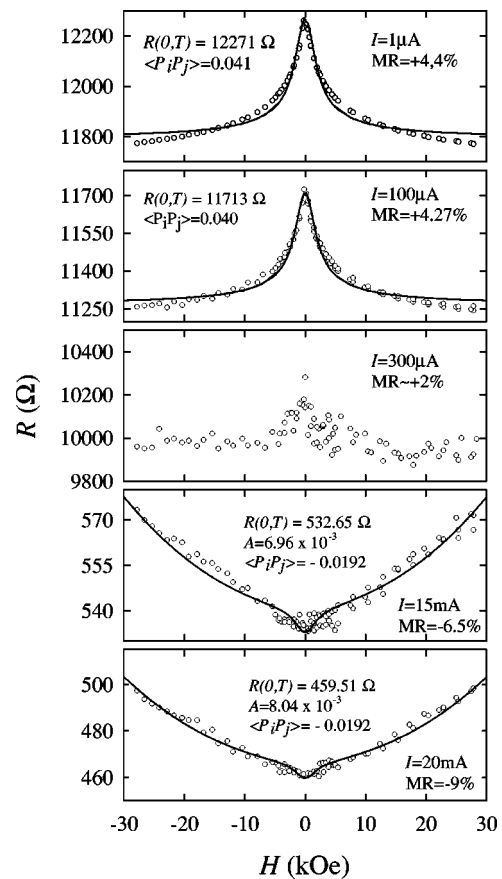 12200
12000
11800
R(0,T) = 12271 Ω
<PiPj>=0.041
I=1μA
MR=+4,4%
11700
11550
11400
11250
R(0,T) = 11713 Ω
<PiPj>=0.040
I=100μA
MR=+4.27%
10400
10200
10000
9800
I=300μA
MR~+2%
R (Ω)
570
555
540
R(0,T) = 532.65 Ω
A=6.96 x 10⁻³
<PiPj>= - 0.0192
I=15mA
MR=-6.5%
500
480
460
R(0,T) = 459.51 Ω
A=8.04 x 10⁻³
<PiPj>= - 0.0192
I=20mA
MR=-9%
-30 -20 -10 0 10 20 30
H (kOe)